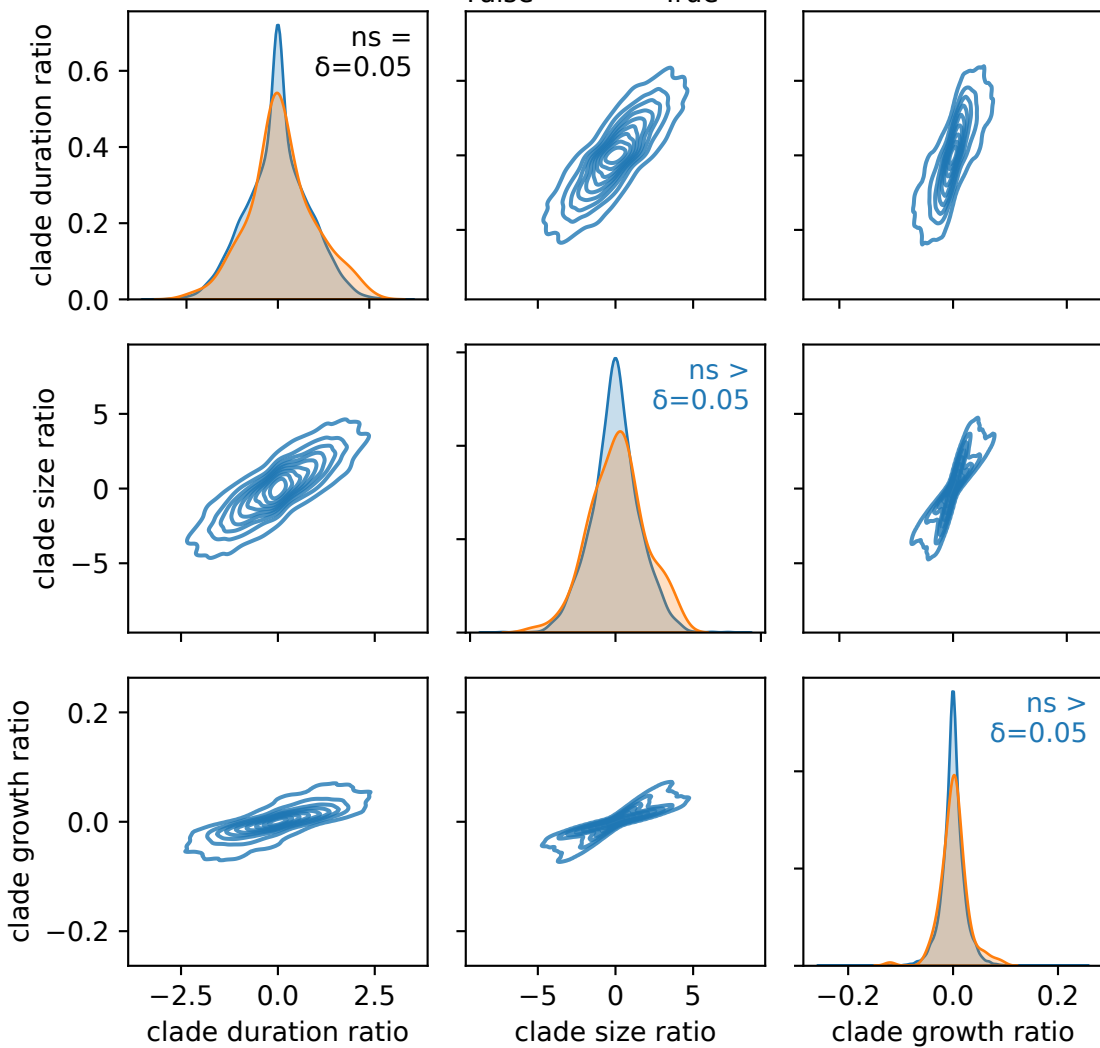 True
clade duration ratio
0.6
0.4
0.2
0.0
ns =
δ=0.05
clade size ratio
5
0
−5
ns >
δ=0.05
clade growth ratio
0.2
0.0
−0.2
ns >
δ=0.05
−2.5 0.0 2.5
−5 0 5
−0.2 0.0 0.2
clade duration ratio
clade size ratio
clade growth ratio